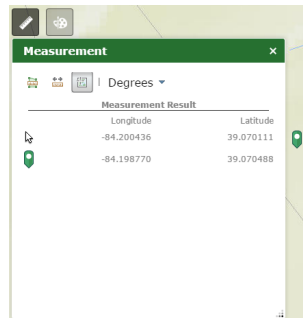 Measurement ×
| Degrees
Measurement Result
Longitude Latitude
-84.200436 39.070111
-84.198770 39.070488